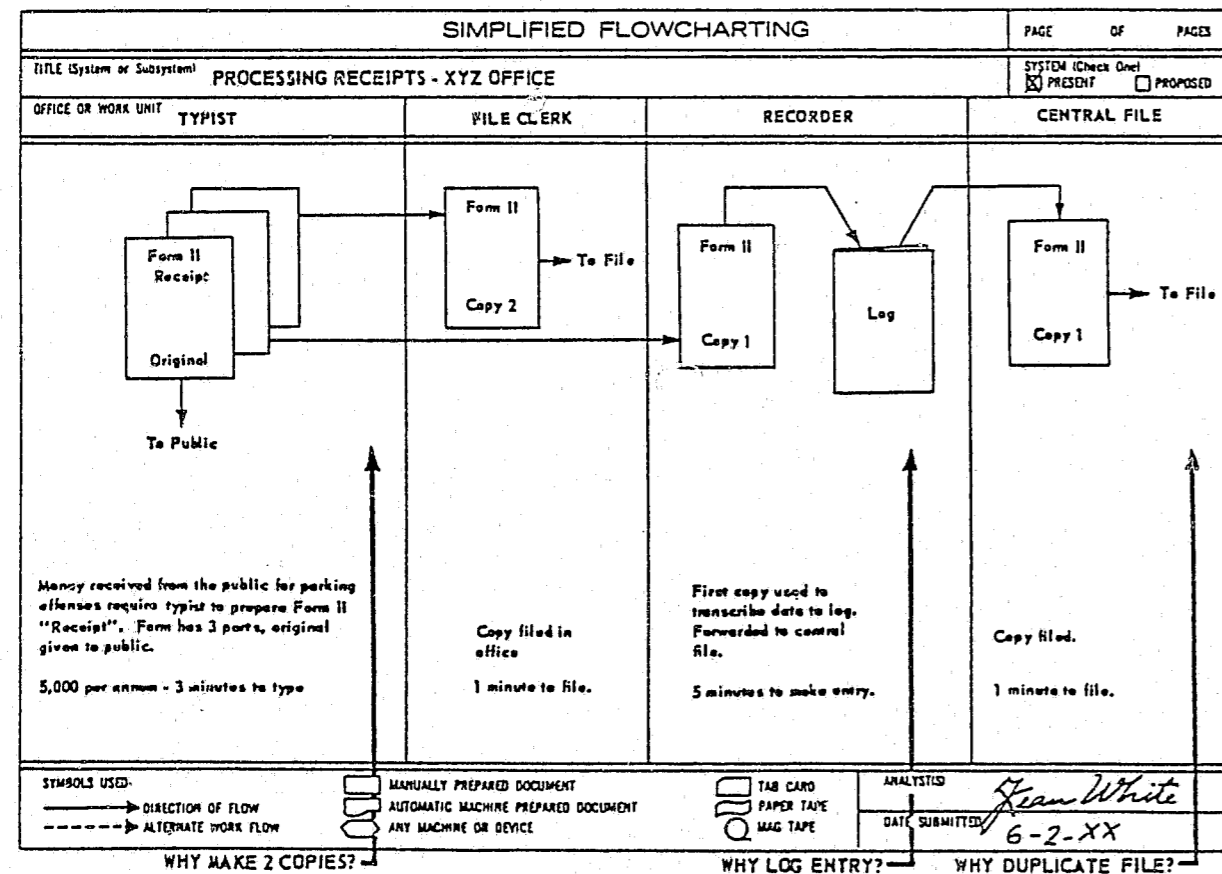 SIMPLIFIED FLOWCHARTING
PAGE OF PAGES
TITLE (System or Subsystem) PROCESSING RECEIPTS - XYZ OFFICE
SYSTEM (Check One)
PRESENT PROPOSED
OFFICE OR WORK UNIT TYPIST
FILE CLERK
RECORDER
CENTRAL FILE
Form II
Receipt
Original
To Public
Form II
Copy 2
To File
Form II
Copy 1
Log
Form II
Copy 1
To File
Money received from the public for parking
offenses require typist to prepare Form II
"Receipt". Form has 3 parts, original
given to public.
5,000 per annum - 3 minutes to type
Copy filed in
office
1 minute to file.
First copy used to
transcribe data to log.
Forwarded to central
file.
5 minutes to make entry.
Copy filed.
1 minute to file.
SYMBOLS USED-
DIRECTION OF FLOW
ALTERNATE WORK FLOW
MANUALLY PREPARED DOCUMENT
AUTOMATIC MACHINE PREPARED DOCUMENT
ANY MACHINE OR DEVICE
TAB CARD
PAPER TAPE
MAG TAPE
ANALYST(S) Jean White
DATE SUBMITTED 6-2-XX
WHY MAKE 2 COPIES?
WHY LOG ENTRY?
WHY DUPLICATE FILE?